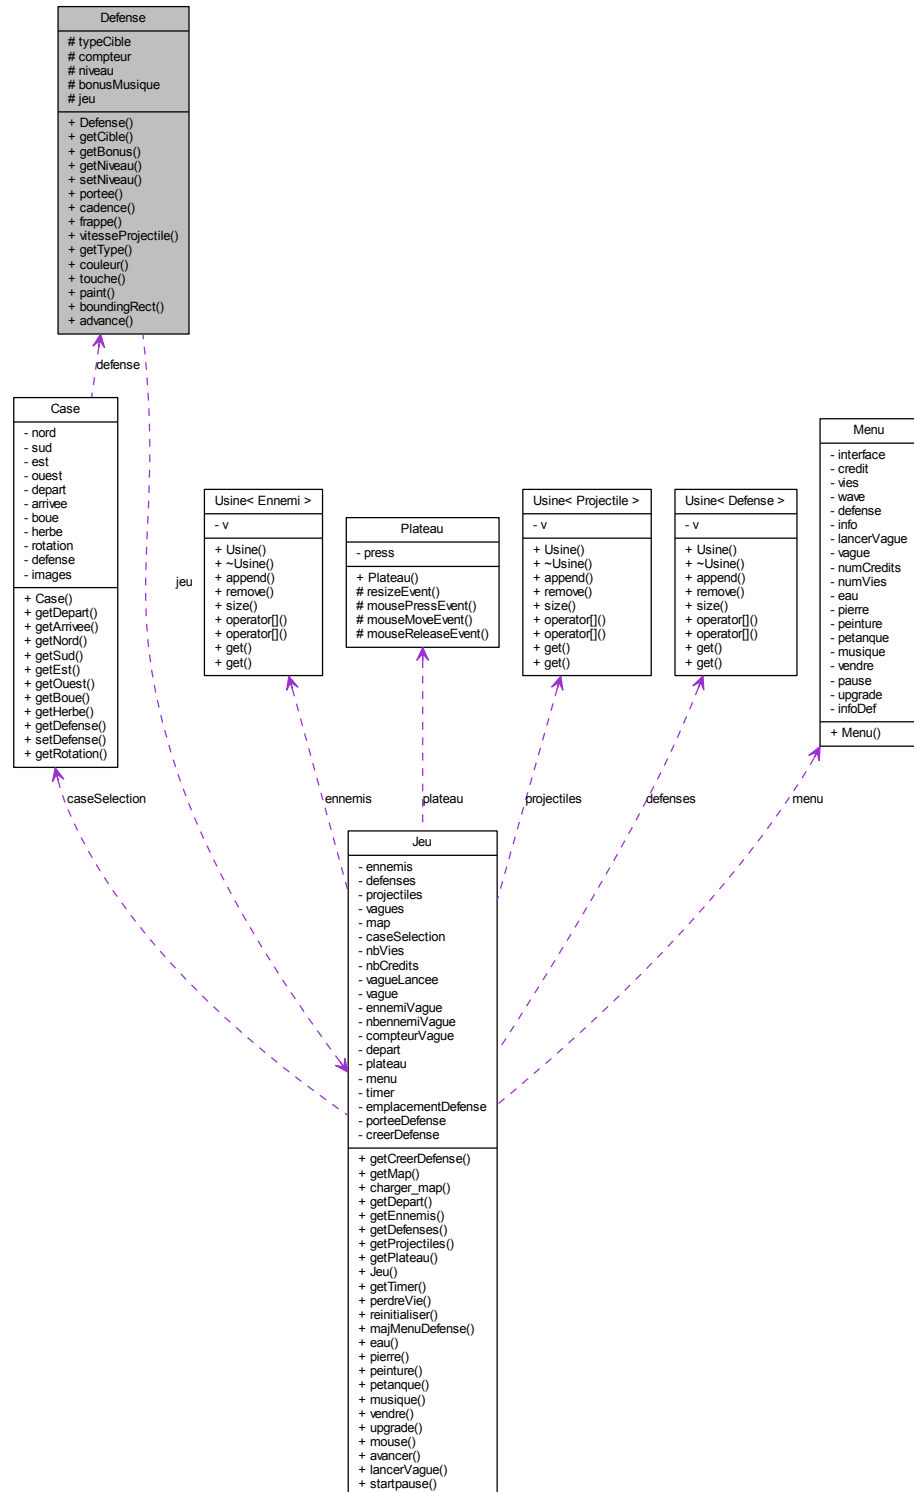 Defense
# typeCible
# compteur
# niveau
# bonusMusique
# jeu
+ Defense()
+ getCible()
+ getBonus()
+ getNiveau()
+ setNiveau()
+ portee()
+ cadence()
+ frappe()
+ vitesseProjectile()
+ getType()
+ couleur()
+ touche()
+ paint()
+ boundingRect()
+ advance()
defense
Case
- nord
- sud
- est
- ouest
- depart
- arrivee
- boue
- herbe
- rotation
- defense
- images
+ Case()
+ getDepart()
+ getArrivee()
+ getNord()
+ getSud()
+ getEst()
+ getOuest()
+ getBoue()
+ getHerbe()
+ getDefense()
+ setDefense()
+ getRotation()
jeu
Usine< Ennemi >
- v
+ Usine()
+ ~Usine()
+ append()
+ remove()
+ size()
+ operator[]()
+ operator[]()
+ get()
+ get()
Plateau
- press
+ Plateau()
# resizeEvent()
# mousePressEvent()
# mouseMoveEvent()
# mouseReleaseEvent()
Usine< Projectile >
- v
+ Usine()
+ ~Usine()
+ append()
+ remove()
+ size()
+ operator[]()
+ operator[]()
+ get()
+ get()
Usine< Defense >
- v
+ Usine()
+ ~Usine()
+ append()
+ remove()
+ size()
+ operator[]()
+ operator[]()
+ get()
+ get()
Menu
- interface
- credit
- vies
- wave
- defense
- info
- lancerVague
- vague
- numCredits
- numVies
- eau
- pierre
- peinture
- petanque
- musique
- vendre
- pause
- upgrade
- infoDef
+ Menu()
caseSelection
ennemis
plateau
projectiles
defenses
menu
Jeu
- ennemis
- defenses
- projectiles
- vagues
- map
- caseSelection
- nbVies
- nbCredits
- vagueLancee
- vague
- ennemiVague
- nbennemiVague
- compteurVague
- depart
- plateau
- menu
- timer
- emplacementDefense
- porteeDefense
- creerDefense
+ getCreerDefense()
+ getMap()
+ charger_map()
+ getDepart()
+ getEnnemis()
+ getDefenses()
+ getProjectiles()
+ getPlateau()
+ Jeu()
+ getTimer()
+ perdreVie()
+ reinitialiser()
+ majMenuDefense()
+ eau()
+ pierre()
+ peinture()
+ petanque()
+ musique()
+ vendre()
+ upgrade()
+ mouse()
+ avancer()
+ lancerVague()
+ startpause()